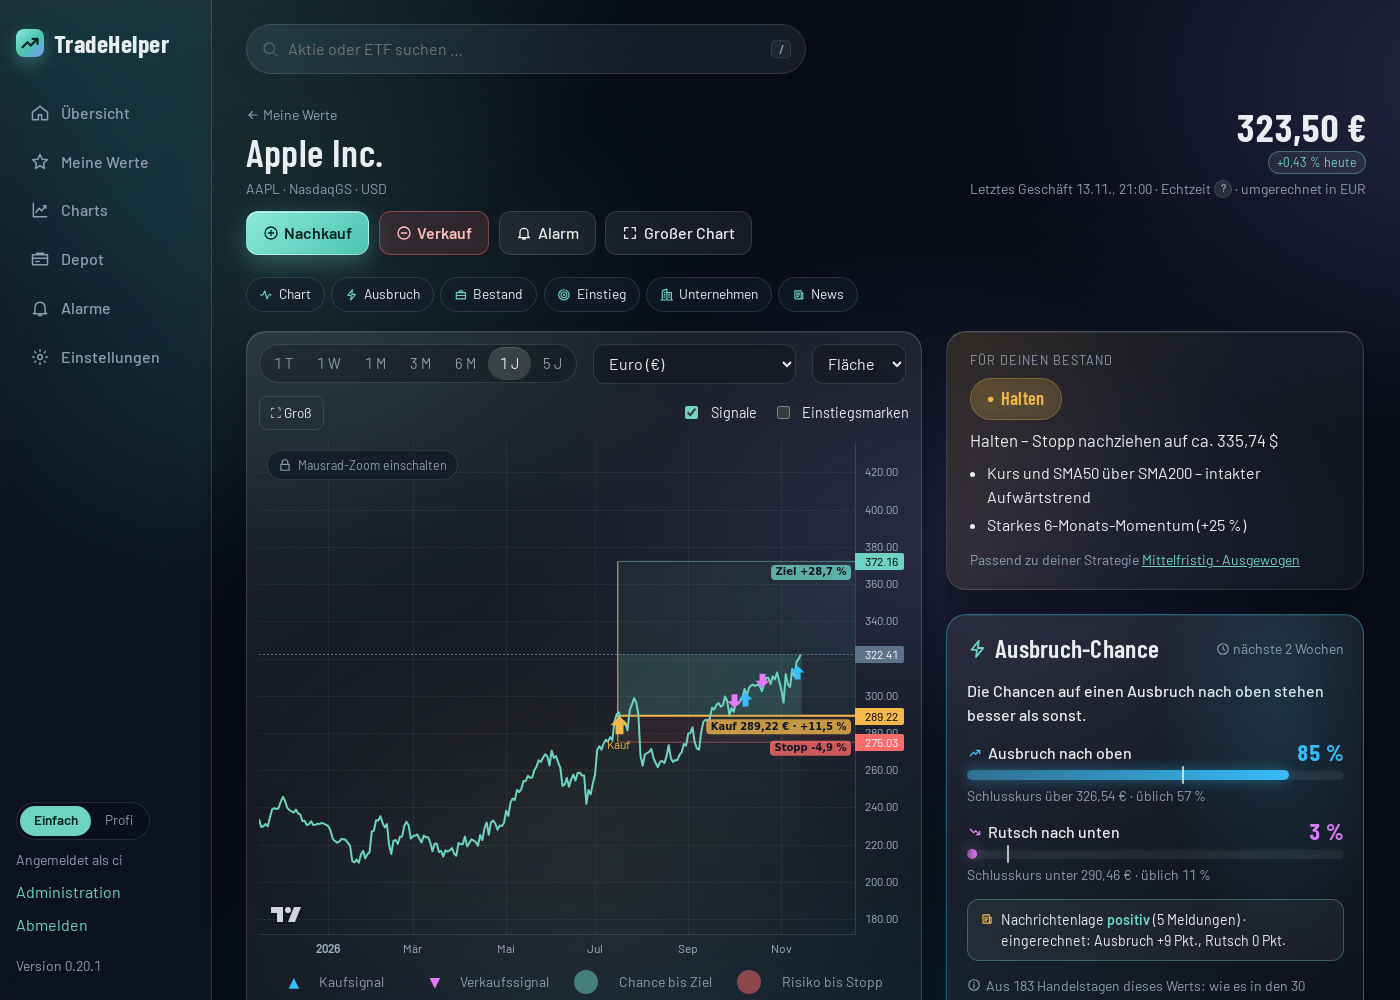 TradeHelper
Übersicht
Meine Werte
Charts
Depot
Alarme
Einstellungen
Einfach Profi
Angemeldet als ci
Administration
Abmelden
Version 0.20.1
Aktie oder ETF suchen … /
← Meine Werte
Apple Inc.
AAPL · NasdaqGS · USD
323,50 €
+0,43 % heute
Letztes Geschäft 13.11., 21:00 · Echtzeit ? · umgerechnet in EUR
Nachkauf Verkauf Alarm Großer Chart
Chart Ausbruch Bestand Einstieg Unternehmen News
1 T 1 W 1 M 3 M 6 M 1 J 5 J Euro (€) Fläche
Groß Signale Einstiegsmarken
Mausrad-Zoom einschalten
420.00
400.00
380.00
372.16
Ziel +28,7 %
360.00
340.00
322.41
300.00
289.22
Kauf 289,22 € · +11,5 %
280.00
275.03
Stopp -4,9 %
Kauf
260.00
240.00
220.00
200.00
180.00
2026 Mär Mai Jul Sep Nov
Kaufsignal Verkaufssignal Chance bis Ziel Risiko bis Stopp
FÜR DEINEN BESTAND
Halten
Halten – Stopp nachziehen auf ca. 335,74 $
Kurs und SMA50 über SMA200 – intakter
Aufwärtstrend
Starkes 6-Monats-Momentum (+25 %)
Passend zu deiner Strategie Mittelfristig · Ausgewogen
Ausbruch-Chance nächste 2 Wochen
Die Chancen auf einen Ausbruch nach oben stehen
besser als sonst.
Ausbruch nach oben 85 %
Schlusskurs über 326,54 € · üblich 57 %
Rutsch nach unten 3 %
Schlusskurs unter 290,46 € · üblich 11 %
Nachrichtenlage positiv (5 Meldungen) ·
eingerechnet: Ausbruch +9 Pkt., Rutsch 0 Pkt.
Aus 183 Handelstagen dieses Werts: wie es in den 30